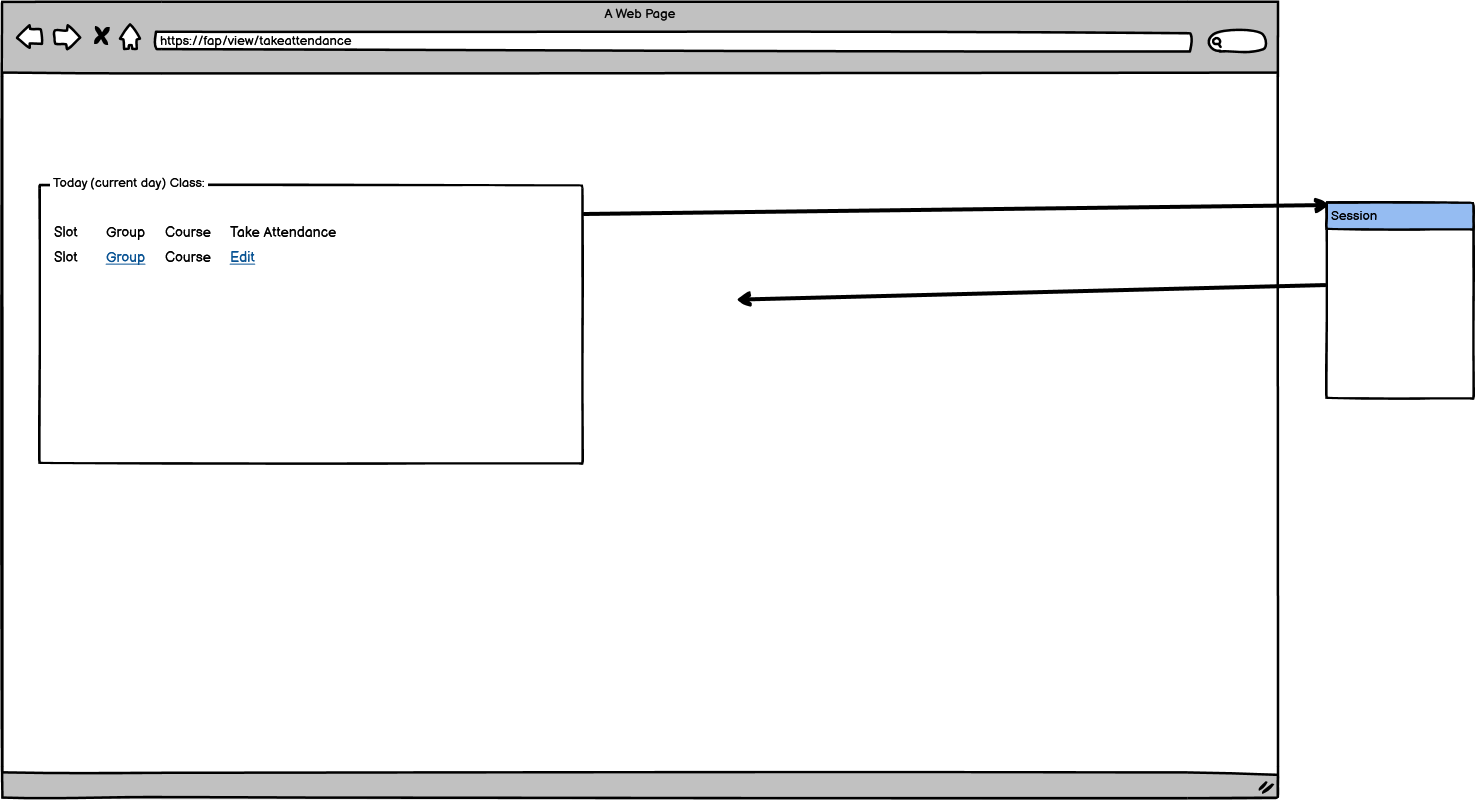 A Web Page
https://fap/view/takeattendance
Today (current day) Class:
Slot Group Course Take Attendance
Slot Group Course Edit
Session